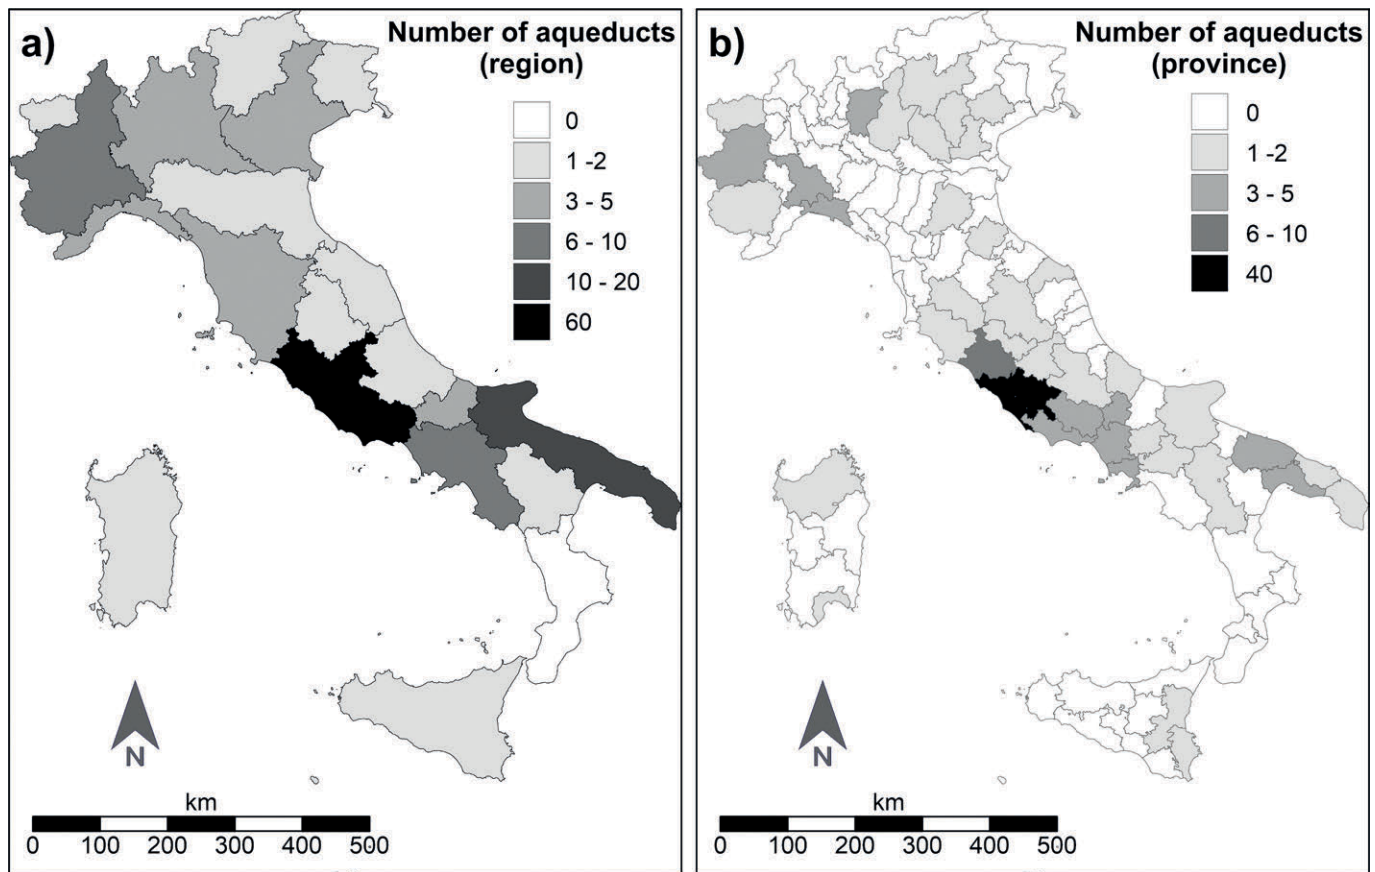 a)
Number of aqueducts
(region)
0
1 -2
3 - 5
6 - 10
10 - 20
60
N
km
0 100 200 300 400 500
b)
Number of aqueducts
(province)
0
1 -2
3 - 5
6 - 10
40
N
km
0 100 200 300 400 500